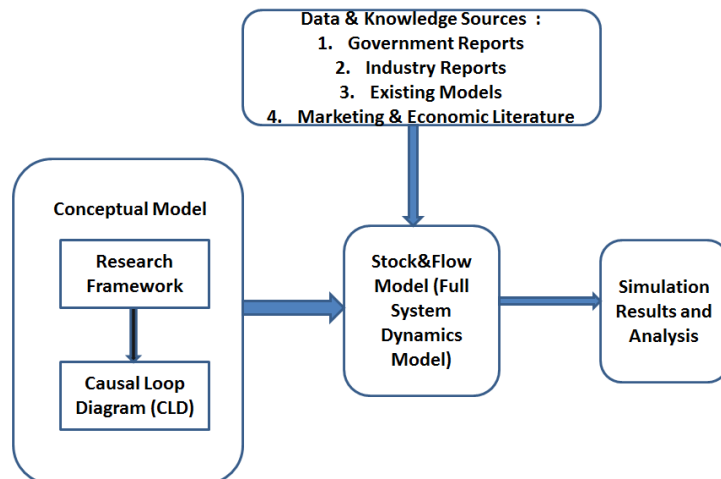 Data & Knowledge Sources :
1. Government Reports
2. Industry Reports
3. Existing Models
4. Marketing & Economic Literature
Conceptual Model
Research
Framework
Causal Loop
Diagram (CLD)
Stock&Flow
Model (Full
System
Dynamics
Model)
Simulation
Results and
Analysis